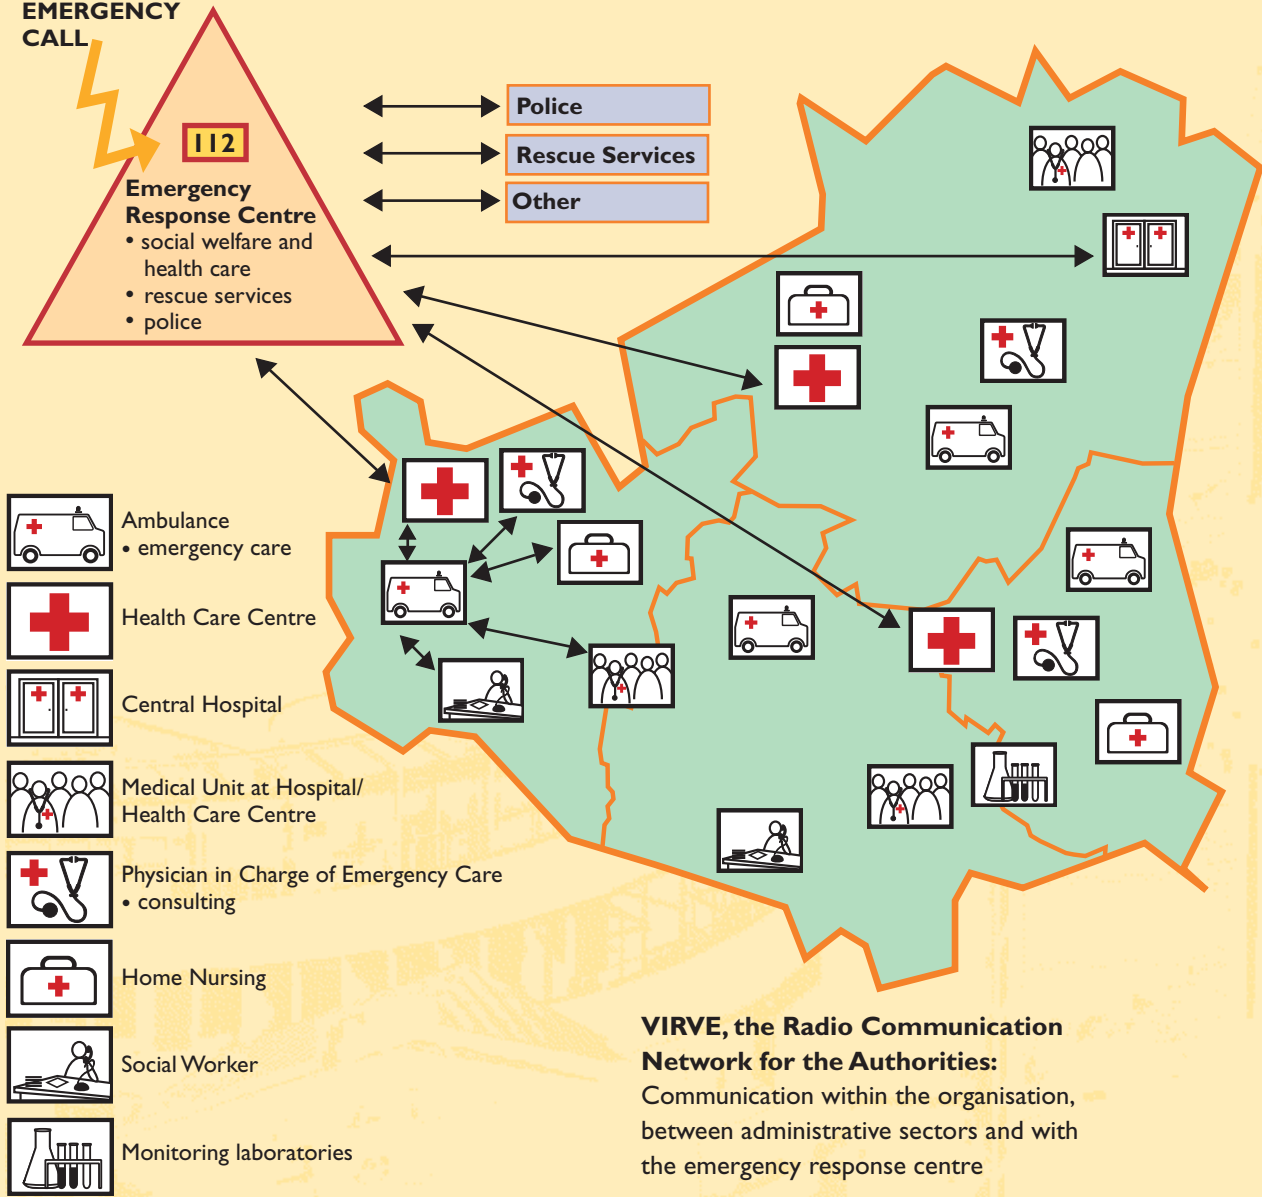 EMERGENCY
CALL
112
Emergency
Response Centre
• social welfare and
health care
• rescue services
• police
Police
Rescue Services
Other
Ambulance
• emergency care
Health Care Centre
Central Hospital
Medical Unit at Hospital/
Health Care Centre
Physician in Charge of Emergency Care
• consulting
Home Nursing
Social Worker
Monitoring laboratories
VIRVE, the Radio Communication
Network for the Authorities:
Communication within the organisation,
between administrative sectors and with
the emergency response centre